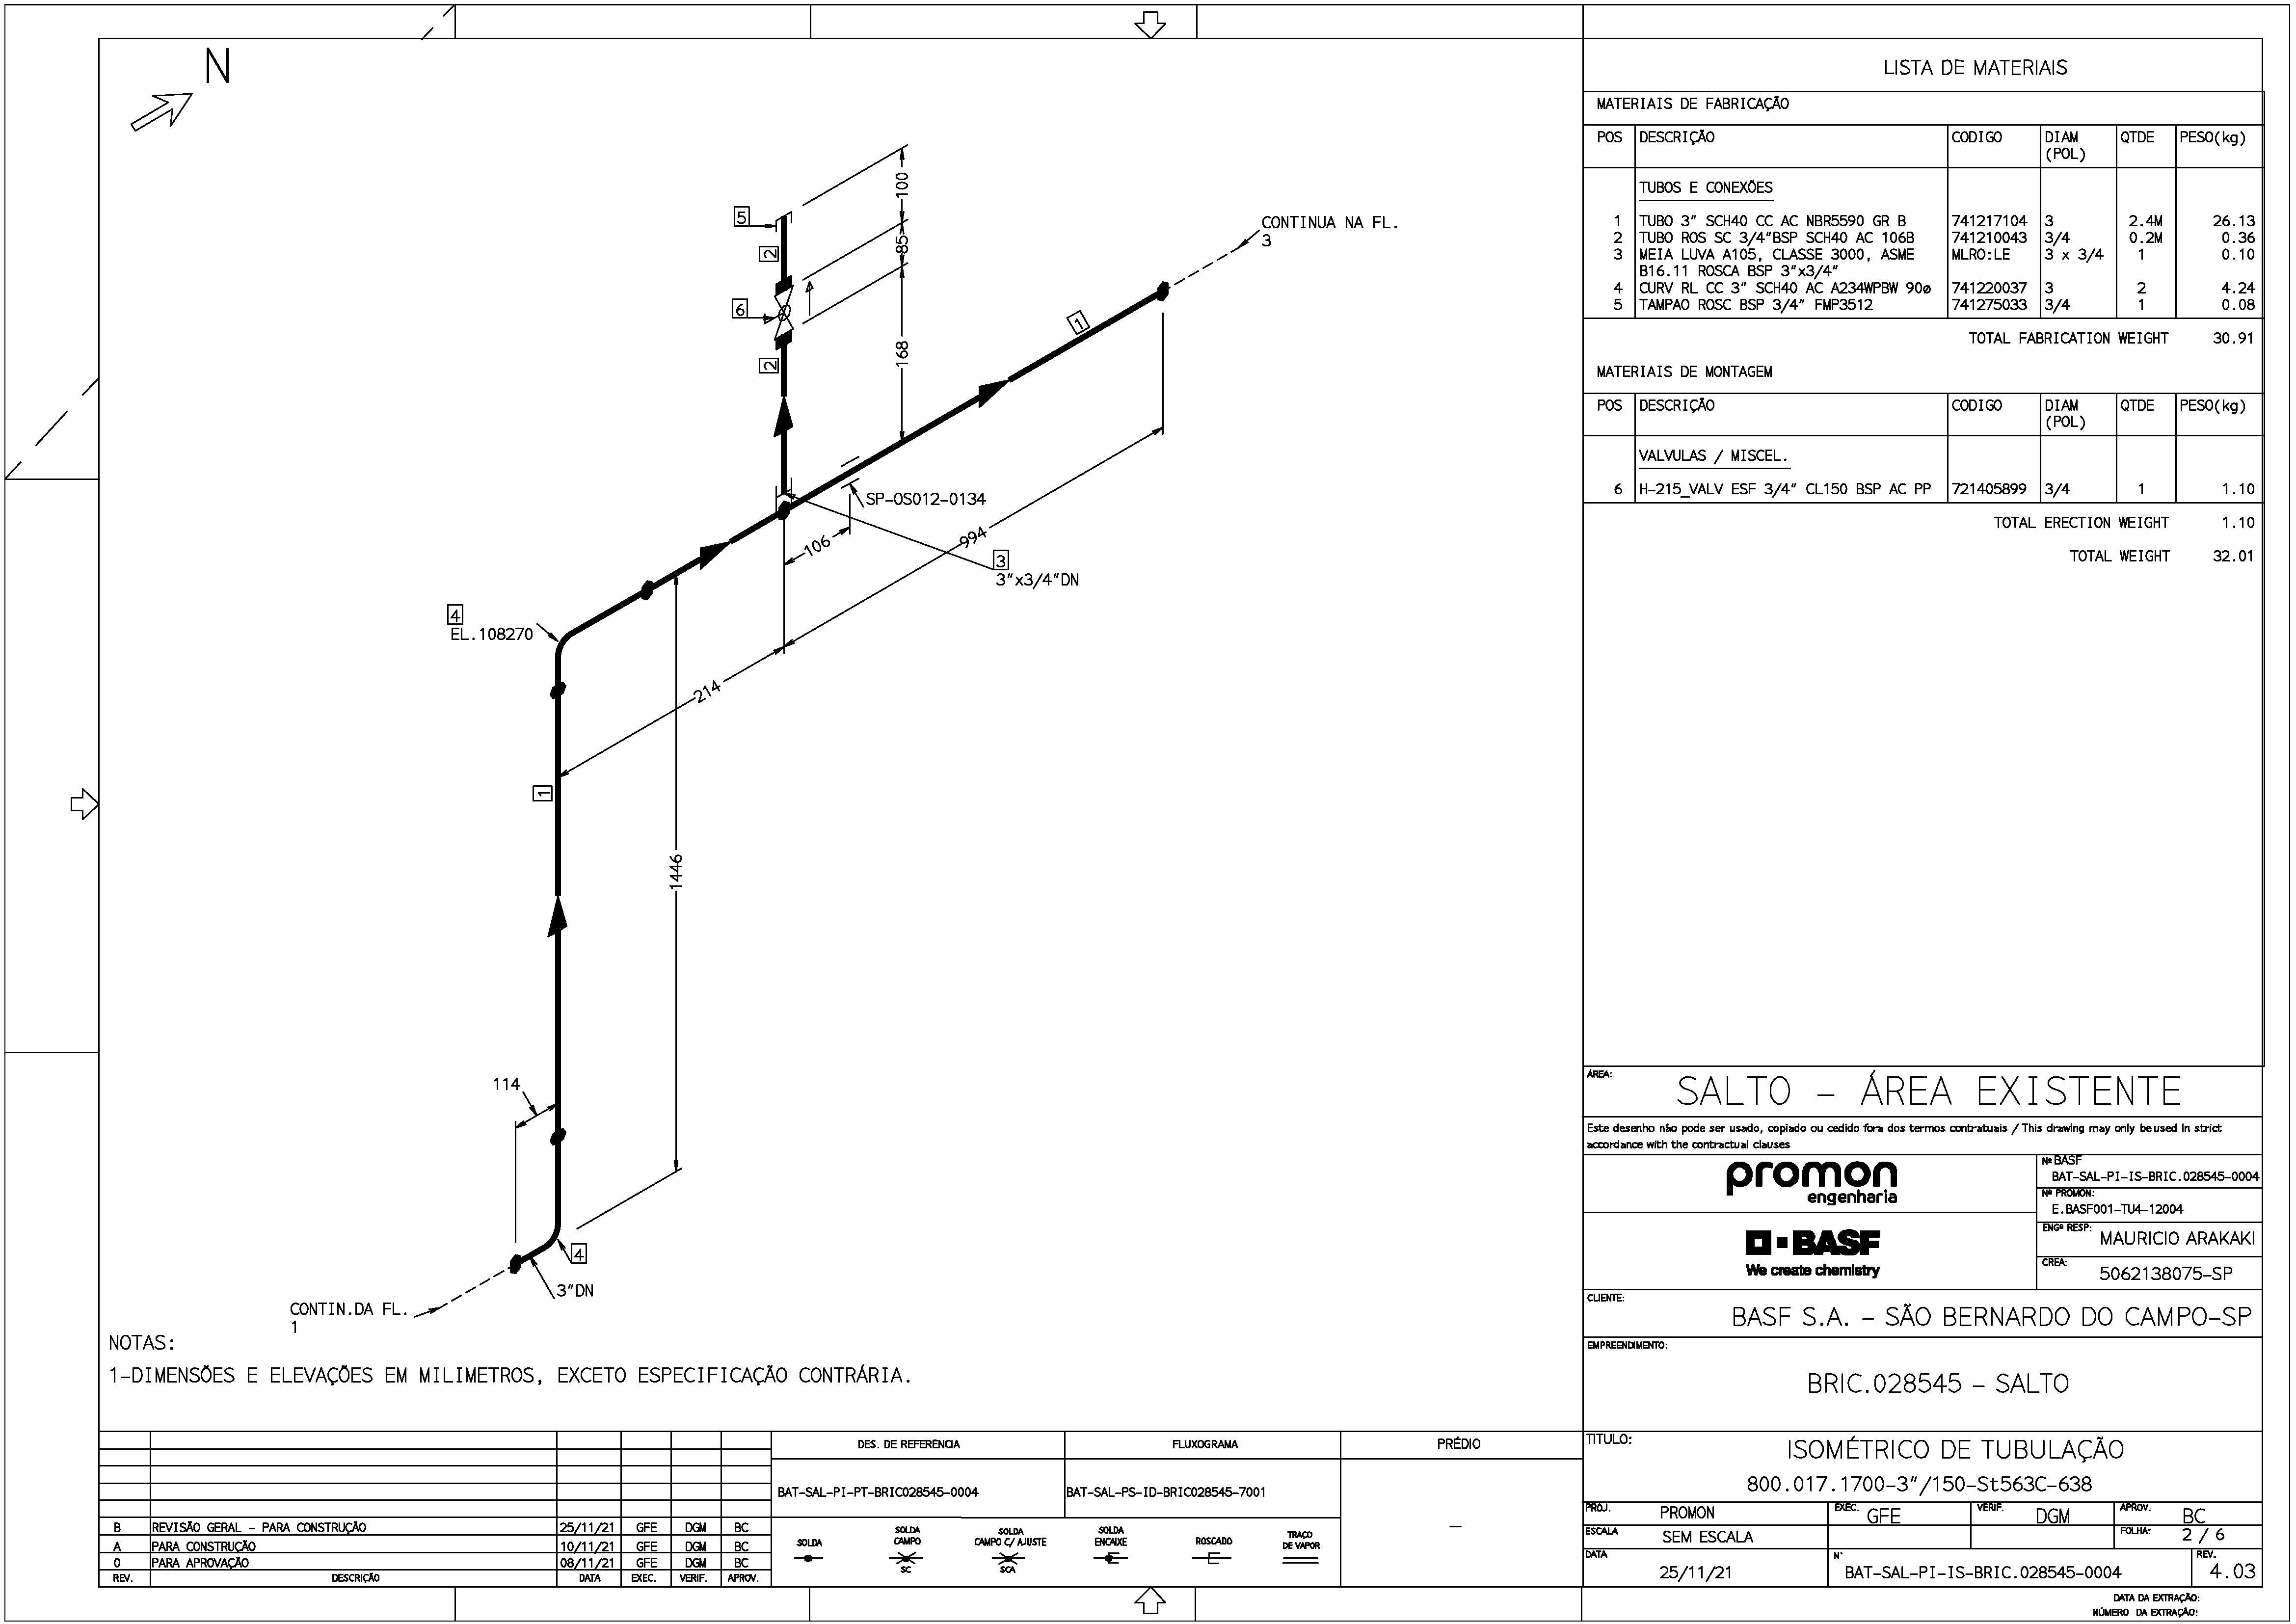 N
100
85
168
5
2
6
2
CONTINUA NA FL.
3
1
SP-OS012-0134
106
994
3
3"x3/4"DN
4
EL.108270
214
1
1446
114
4
3"DN
CONTIN.DA FL.
1
NOTAS:
1-DIMENSÕES E ELEVAÇÕES EM MILIMETROS, EXCETO ESPECIFICAÇÃO CONTRÁRIA.
LISTA DE MATERIAIS
MATERIAIS DE FABRICAÇÃO
POS DESCRIÇÃO CODIGO DIAM (POL) QTDE PESO(kg)
TUBOS E CONEXÕES
1 TUBO 3" SCH40 CC AC NBR5590 GR B 741217104 3 2.4M 26.13
2 TUBO ROS SC 3/4"BSP SCH40 AC 106B 741210043 3/4 0.2M 0.36
3 MEIA LUVA A105, CLASSE 3000, ASME MLRO:LE 3 x 3/4 1 0.10
B16.11 ROSCA BSP 3"x3/4"
4 CURV RL CC 3" SCH40 AC A234WPBW 90ø 741220037 3 2 4.24
5 TAMPAO ROSC BSP 3/4" FMP3512 741275033 3/4 1 0.08
TOTAL FABRICATION WEIGHT 30.91
MATERIAIS DE MONTAGEM
POS DESCRIÇÃO CODIGO DIAM (POL) QTDE PESO(kg)
VALVULAS / MISCEL.
6 H-215_VALV ESF 3/4" CL150 BSP AC PP 721405899 3/4 1 1.10
TOTAL ERECTION WEIGHT 1.10
TOTAL WEIGHT 32.01
ÁREA:
SALTO - ÁREA EXISTENTE
Este desenho não pode ser usado, copiado ou cedido fora dos termos contratuais / This drawing may only be used in strict
accordance with the contractual clauses
promon
engenharia
Nº BASF
BAT-SAL-PI-IS-BRIC.028545-0004
Nº PROMON:
E.BASF001-TU4-12004
BASF
We create chemistry
ENGº RESP:
MAURICIO ARAKAKI
CREA:
5062138075-SP
CLIENTE:
BASF S.A. - SÃO BERNARDO DO CAMPO-SP
EMPREENDIMENTO:
BRIC.028545 - SALTO
TITULO:
ISOMÉTRICO DE TUBULAÇÃO
800.017.1700-3"/150-St563C-638
PROJ. PROMON EXEC. GFE VERIF. DGM APROV. BC
ESCALA SEM ESCALA FOLHA: 2 / 6
DATA 25/11/21 N° BAT-SAL-PI-IS-BRIC.028545-0004 REV. 4.03
DATA DA EXTRAÇÃO:
NÚMERO DA EXTRAÇÃO:
DES. DE REFERENCIA FLUXOGRAMA PRÉDIO
BAT-SAL-PI-PT-BRIC028545-0004 BAT-SAL-PS-ID-BRIC028545-7001 -
SOLDA
SOLDA CAMPO
SC
SOLDA CAMPO C/ AJUSTE
SCA
SOLDA ENCAIXE
ROSCADO
TRAÇO DE VAPOR
B REVISÃO GERAL - PARA CONSTRUÇÃO 25/11/21 GFE DGM BC
A PARA CONSTRUÇÃO 10/11/21 GFE DGM BC
0 PARA APROVAÇÃO 08/11/21 GFE DGM BC
REV. DESCRIÇÃO DATA EXEC. VERIF. APROV.